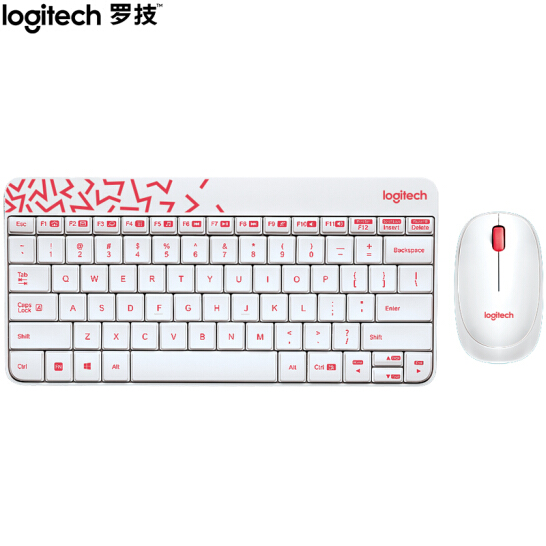 logitech 罗技™
logitech
Esc F1 F2 F3 F4 F5 F6 F7 F8 F9 F10 F11 F12 Insert Delete
~ ! @ # $ % ^ & * ( ) — +
1 2 3 4 5 6 7 8 9 0 - = Backspace
Tab Q W E R T Y U I O P { [ } ] | \
Caps Lock A A S D F G H J K L : ; " ' Enter
Shift Z X C V B N M < , > . ? / Shift
Ctrl Fn Alt Alt Ctrl
logitech